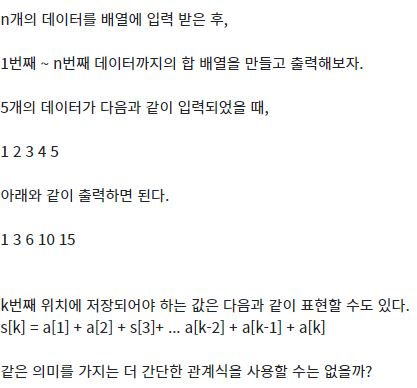 n개의 데이터를 배열에 입력 받은 후,
1번째 ~ n번째 데이터까지의 합 배열을 만들고 출력해보자.
5개의 데이터가 다음과 같이 입력되었을 때,
1 2 3 4 5
아래와 같이 출력하면 된다.
1 3 6 10 15
k번째 위치에 저장되어야 하는 값은 다음과 같이 표현할 수도 있다.
s[k] = a[1] + a[2] + s[3]+ ... a[k-2] + a[k-1] + a[k]
같은 의미를 가지는 더 간단한 관계식을 사용할 수는 없을까?